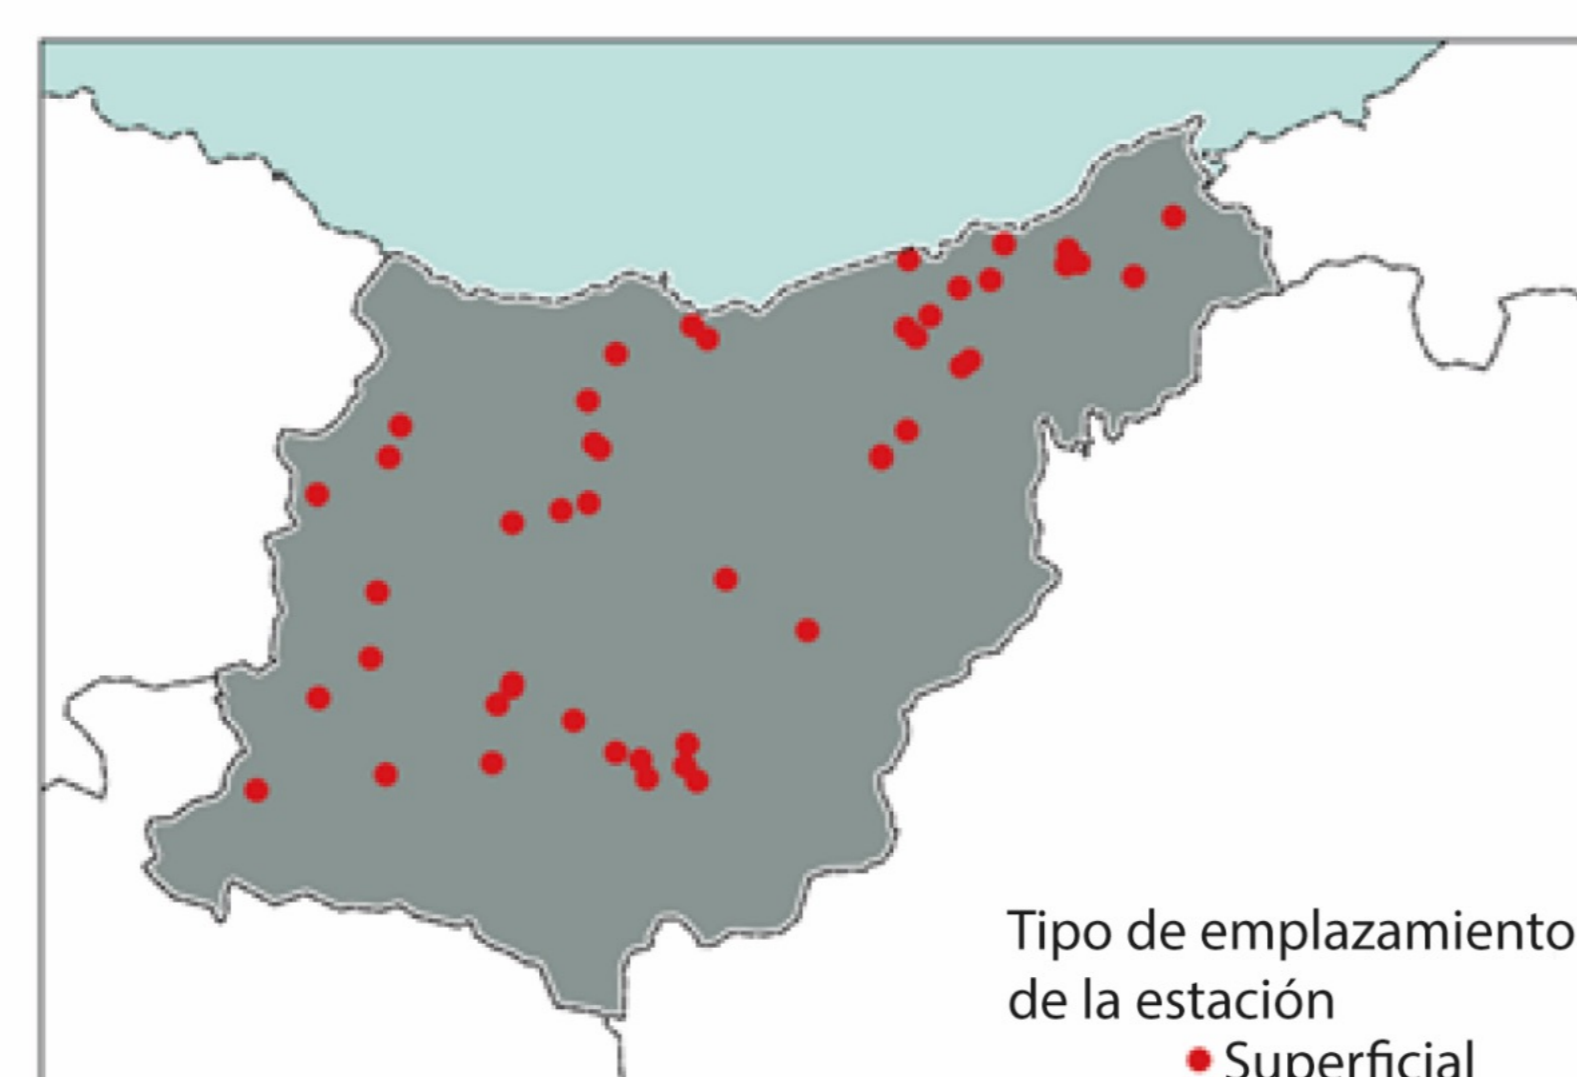 Tipo de emplazamiento
de la estación
Superficial